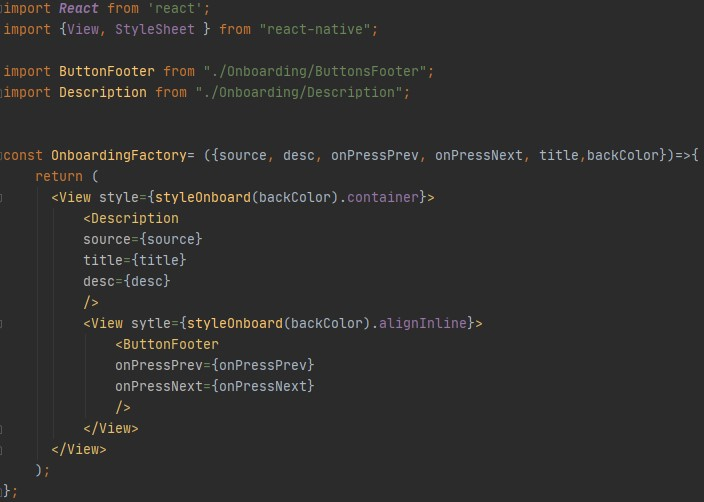 import React from 'react';
import {View, StyleSheet } from "react-native";
import ButtonFooter from "./Onboarding/ButtonsFooter";
import Description from "./Onboarding/Description";
const OnboardingFactory= ({source, desc, onPressPrev, onPressNext, title,backColor})=>{
return (
<View style={styleOnboard(backColor).container}>
<Description
source={source}
title={title}
desc={desc}
/>
<View sytle={styleOnboard(backColor).alignInline}>
<ButtonFooter
onPressPrev={onPressPrev}
onPressNext={onPressNext}
/>
</View>
</View>
);
};